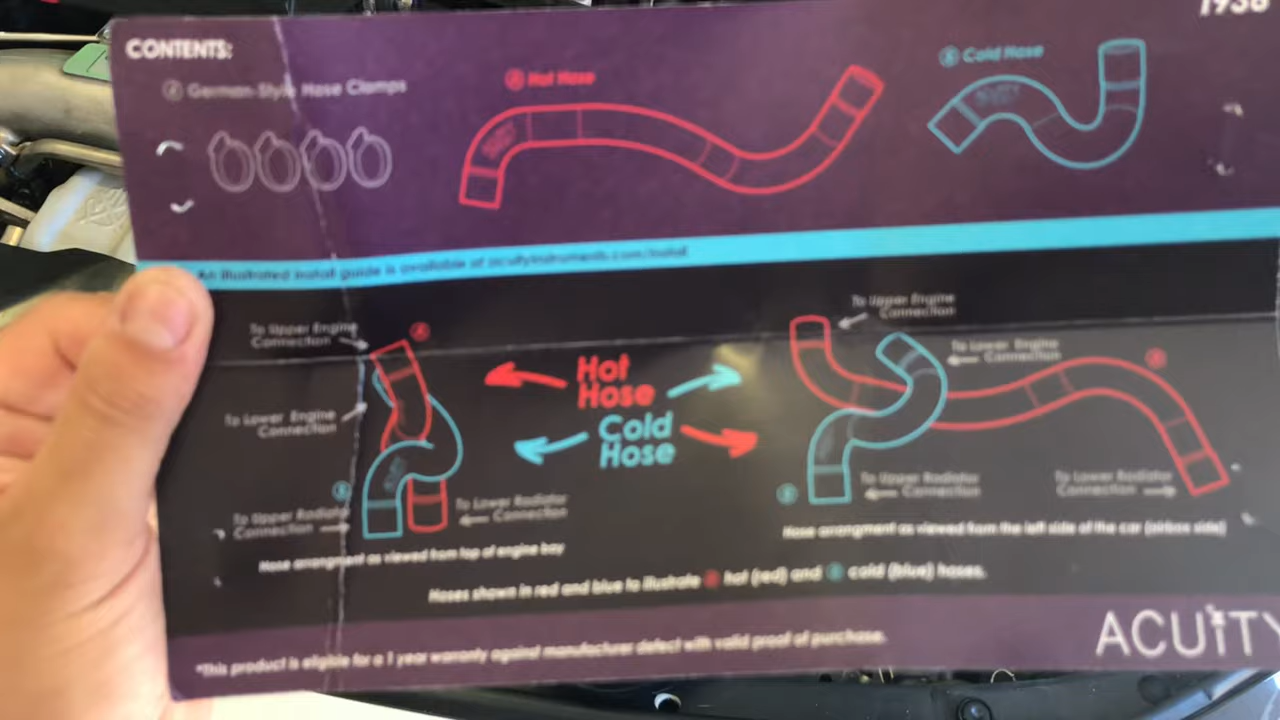 1938
CONTENTS:
④ German-Style Hose Clamps
Ⓐ Hot Hose
Ⓑ Cold Hose
An illustrated install guide is available at acuityinstruments.com/install
To Upper Engine
Connection
To Lower Engine
Connection
To Upper Radiator
Connection
To Lower Radiator
Connection
Hose arrangment as viewed from top of engine bay
Hot
Hose
Cold
Hose
To Upper Engine
Connection
To Lower Engine
Connection
To Upper Radiator
Connection
To Lower Radiator
Connection
Hose arrangment as viewed from the left side of the car (airbox side)
Hoses shown in red and blue to illustrate hot (red) and cold (blue) hoses.
*This product is eligible for a 1 year warranty against manufacturer defect with valid proof of purchase.
ACUITY